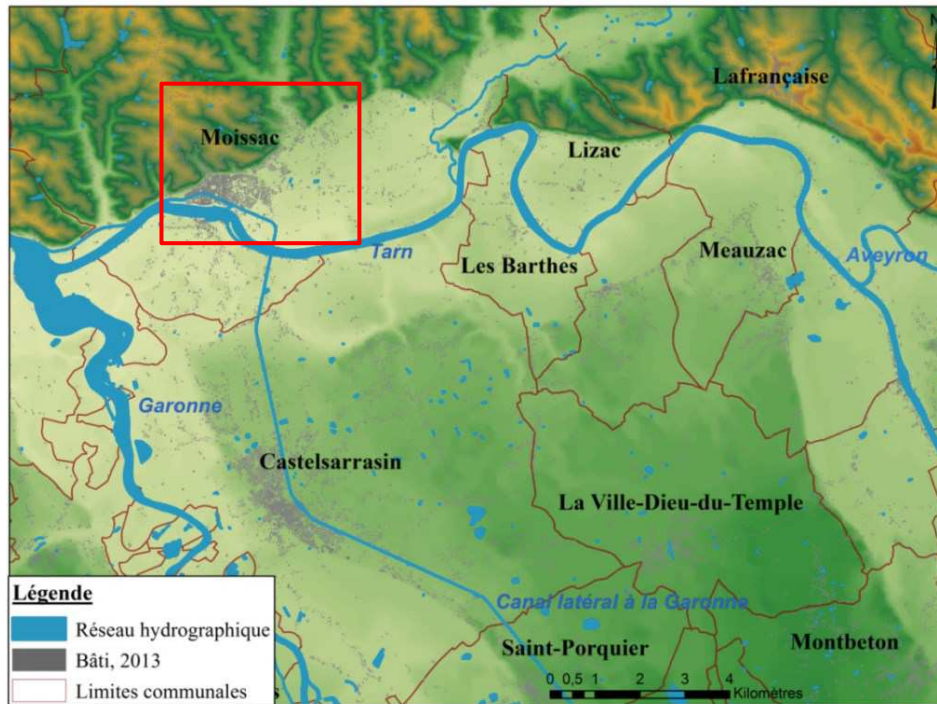 N
Lafrançaise
Moissac
Lizac
Tarn
Les Barthes
Meauzac
Aveyron
Garonne
Castelsarrasin
La Ville-Dieu-du-Temple
Canal latéral à la Garonne
Saint-Porquier
Montbeton
Légende
Réseau hydrographique
Bâti, 2013
Limites communales
s
0 0,5 1 2 3 4
Kilomètres